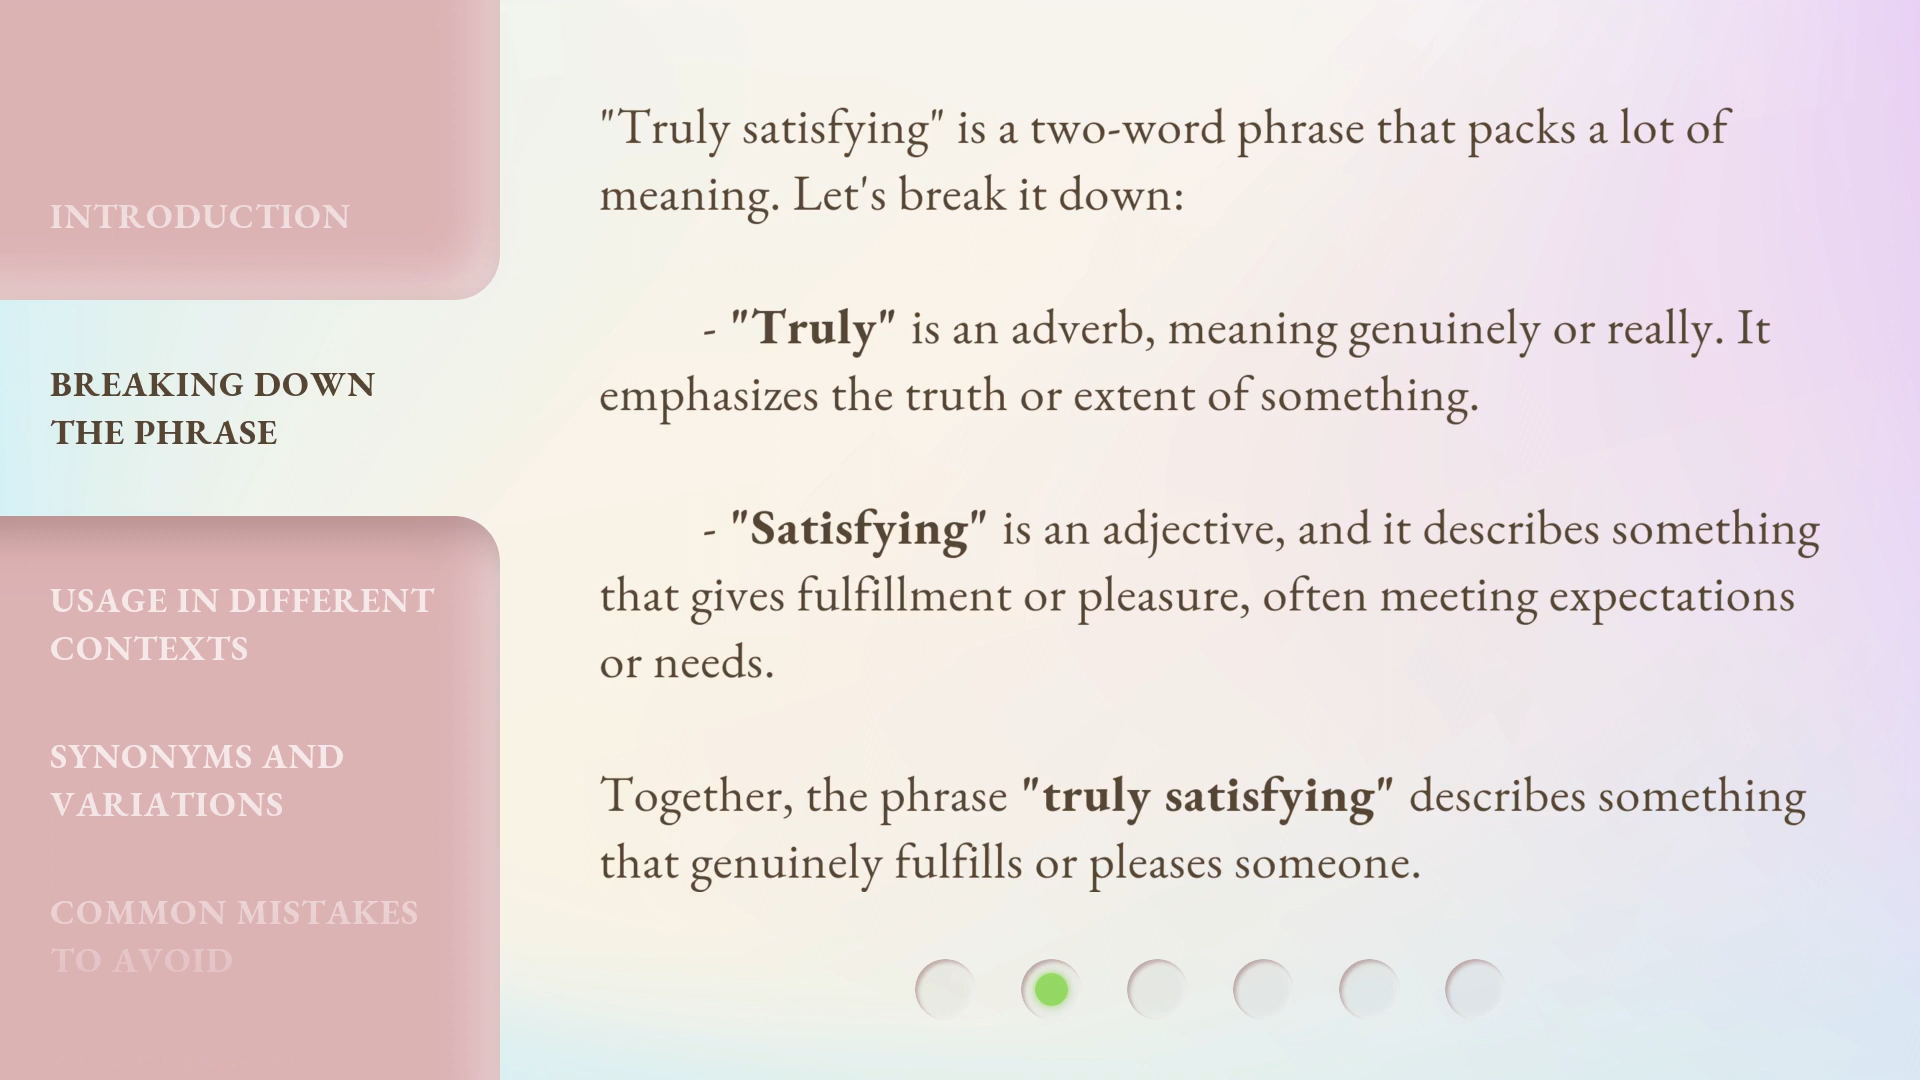 INTRODUCTION
BREAKING DOWN
THE PHRASE
USAGE IN DIFFERENT
CONTEXTS
SYNONYMS AND
VARIATIONS
COMMON MISTAKES
TO AVOID
"Truly satisfying" is a two-word phrase that packs a lot of
meaning. Let's break it down:
- "Truly" is an adverb, meaning genuinely or really. It
emphasizes the truth or extent of something.
- "Satisfying" is an adjective, and it describes something
that gives fulfillment or pleasure, often meeting expectations
or needs.
Together, the phrase "truly satisfying" describes something
that genuinely fulfills or pleases someone.